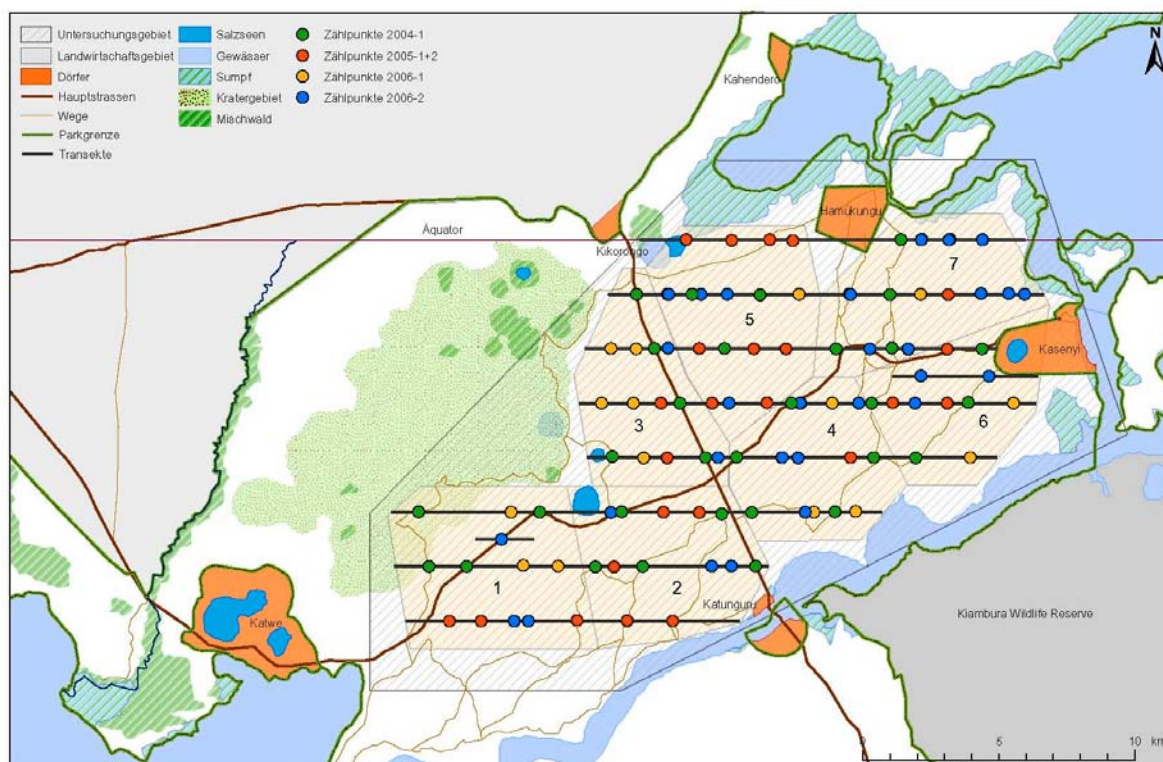 Untersuchungsgebiet
Landwirtschaftsgebiet
Dörfer
Hauptstrassen
Wege
Parkgrenze
Transekte
Salzseen
Gewässer
Sumpf
Kratergebiet
Mischwald
Zählpunkte 2004-1
Zählpunkte 2005-1+2
Zählpunkte 2006-1
Zählpunkte 2006-2
N
Kahendero
Hamukungu
Äquator
Kikorongo
7
5
Kasenyi
3
4
6
1
2
Katunguru
Katwe
Kiambura Wildlife Reserve
0 5 10 km